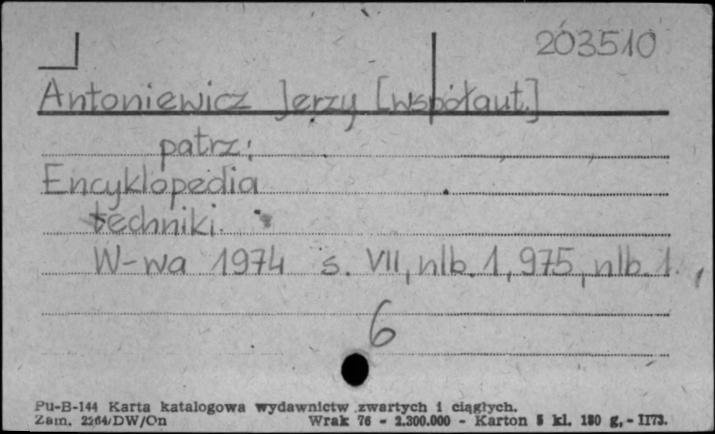 203510
Antoniewicz Jerzy [współaut.]
patrz:
Encyklopedia
techniki.
W-wa 1974 s. VII, nlb. 1, 975, nlb. 1.
6
Pu-B-144 Karta katalogowa wydawnictw zwartych i ciągłych.
Zam. 2264/DW/On Wrak 76 - 2.300.000 - Karton 5 kl. 180 g, - II73.